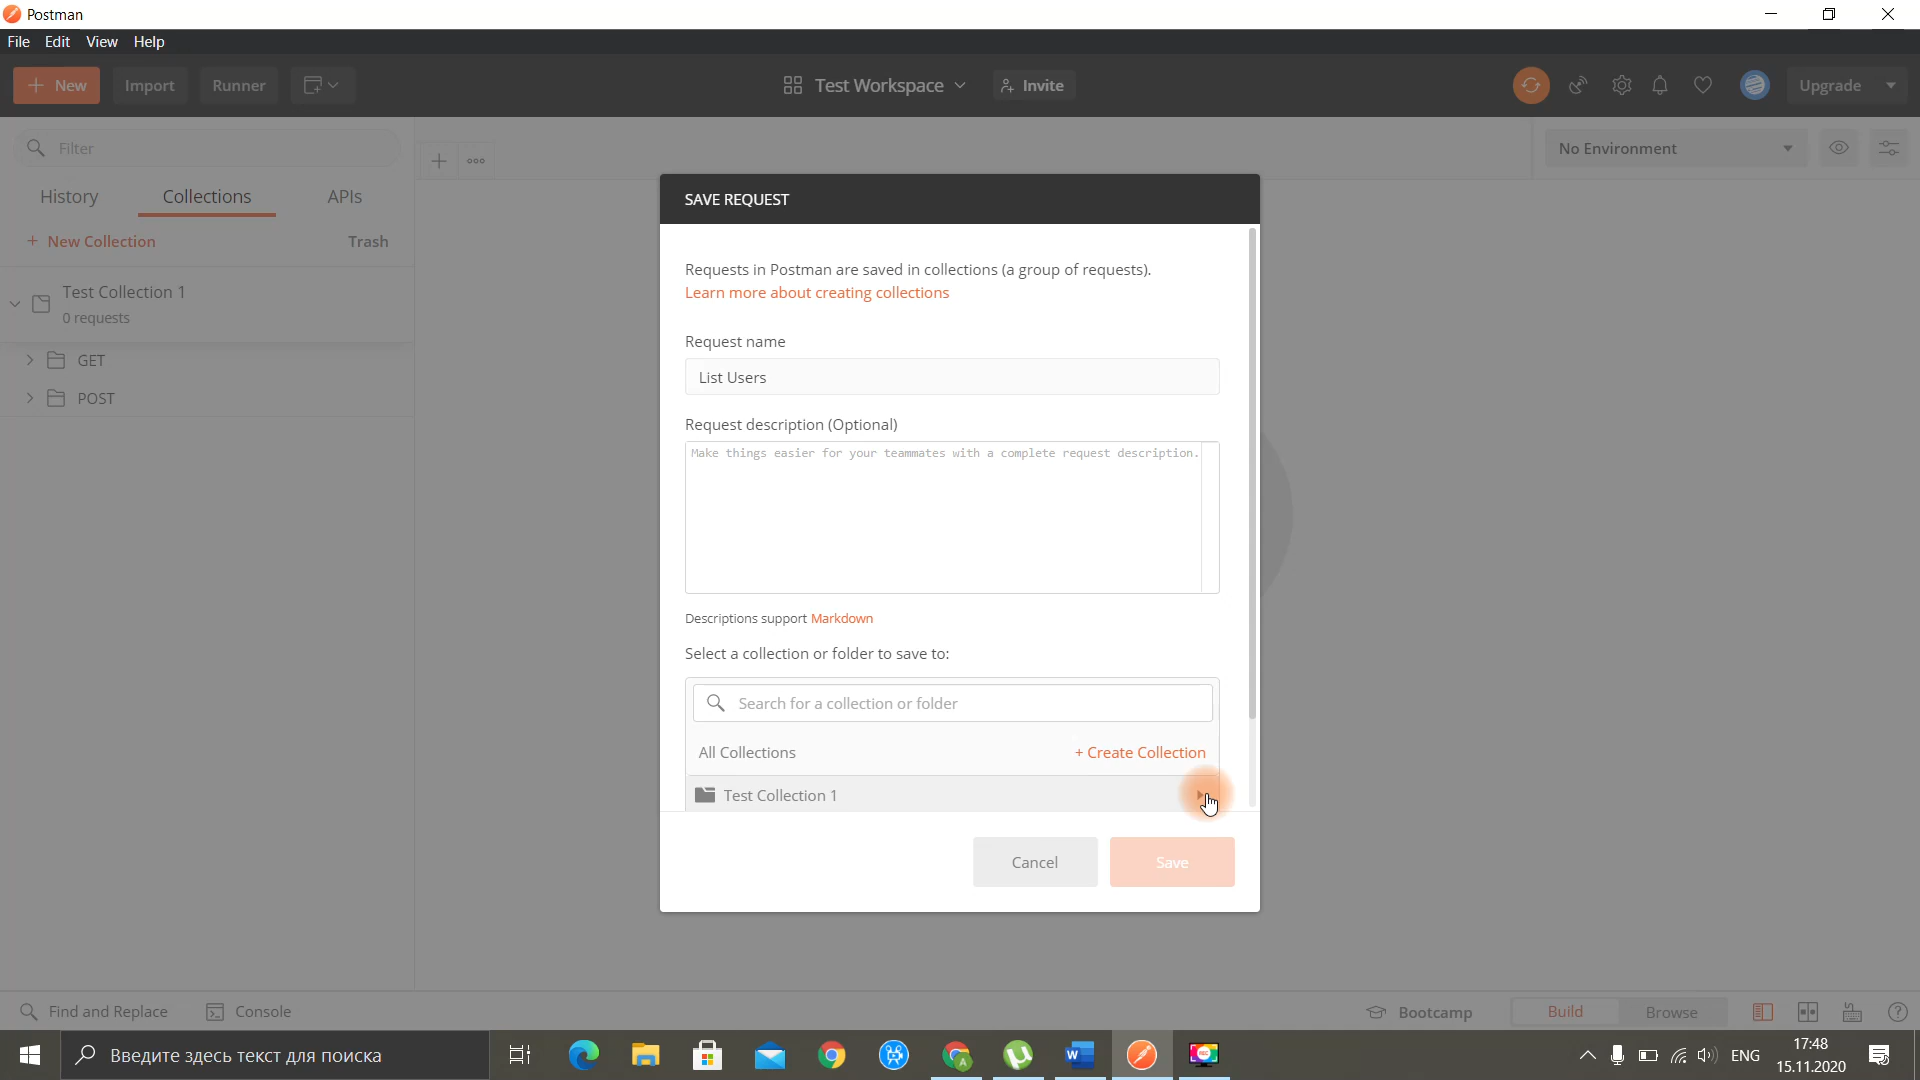 Postman
File Edit View Help
New Import Runner Test Workspace Invite Upgrade
Filter
No Environment
History Collections APIs
+ New Collection Trash
Test Collection 1
0 requests
GET
POST
SAVE REQUEST
Requests in Postman are saved in collections (a group of requests).
Learn more about creating collections
Request name
List Users
Request description (Optional)
Make things easier for your teammates with a complete request description.
Descriptions support Markdown
Select a collection or folder to save to:
Search for a collection or folder
All Collections + Create Collection
Test Collection 1
Cancel Save
Find and Replace Console Bootcamp Build Browse
Введите здесь текст для поиска
ENG
17:48
15.11.2020